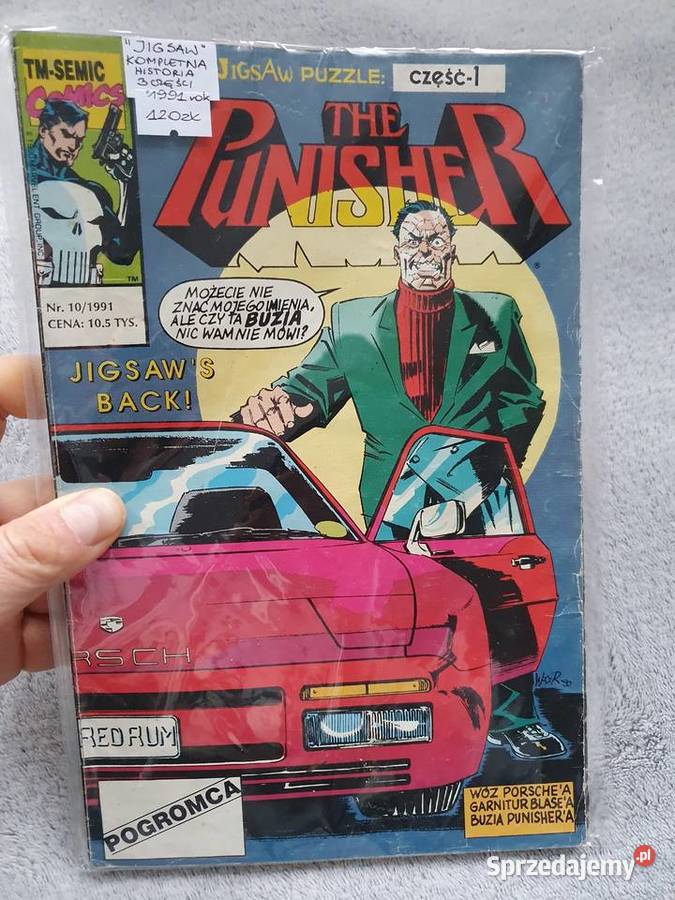 "JIGSAW"
KOMPLETNA
HISTORIA
3 CZĘŚCI
1991 rok
120zł
TM-SEMIC
COMICS
JIGSAW PUZZLE: CZĘŚĆ-1
THE
PUNISHER
TM
®
Nr. 10/1991
CENA: 10.5 TYS.
MOŻECIE NIE
ZNAĆ MOJEGO IMIENIA,
ALE CZY TA BUZIA
NIC WAM NIE MÓWI?
JIGSAW'S
BACK!
RSCH
REDRUM
POGROMCA
WÓZ PORSCHE'A
GARNITUR BLASE'A
BUZIA PUNISHER'A
Sprzedajemy.pl